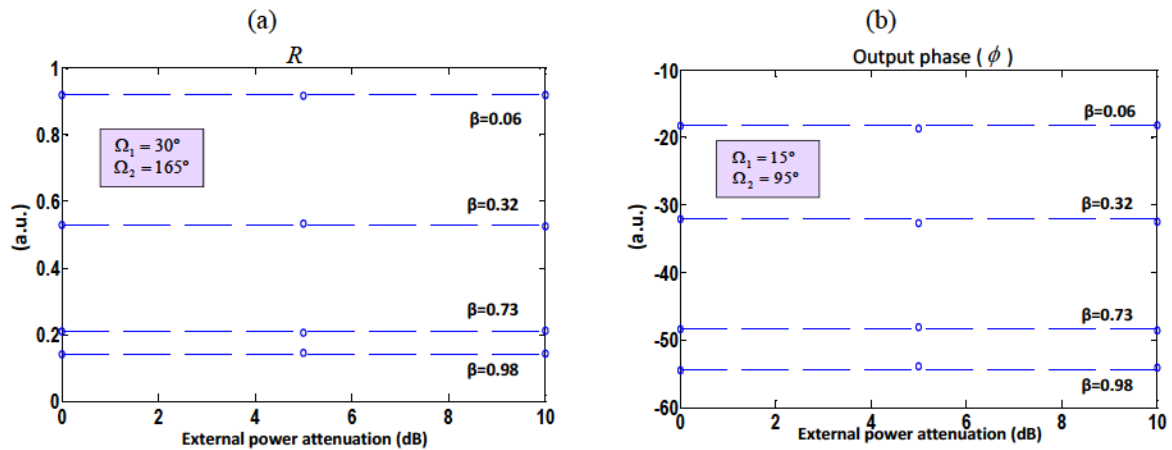 (a)
R
1
0.8
0.6
0.4
0.2
0
(a.u.)
Ω₁ = 30°
Ω₂ = 165°
β=0.06
β=0.32
β=0.73
β=0.98
0 2 4 6 8 10
External power attenuation (dB)
(b)
Output phase ( ϕ )
-10
-20
-30
-40
-50
-60
(a.u.)
Ω₁ = 15°
Ω₂ = 95°
β=0.06
β=0.32
β=0.73
β=0.98
0 2 4 6 8 10
External power attenuation (dB)